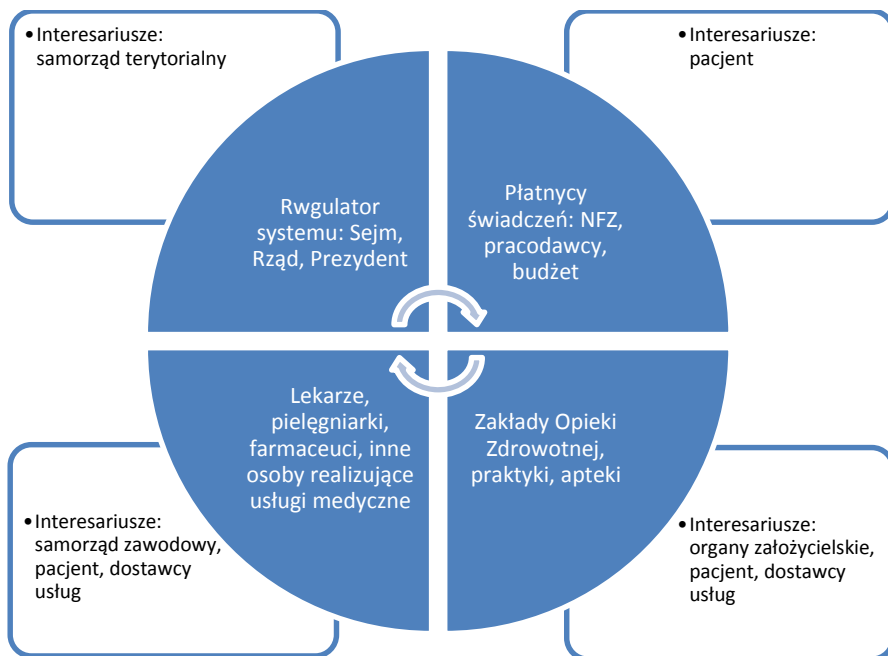 •Interesariusze:
samorząd terytorialny
•Interesariusze:
pacjent
Rwgulator
systemu: Sejm,
Rząd, Prezydent
Płatnycy
świadczeń: NFZ,
pracodawcy,
budżet
Lekarze,
pielęgniarki,
farmaceuci, inne
osoby realizujące
usługi medyczne
Zakłady Opieki
Zdrowotnej,
praktyki, apteki
•Interesariusze:
samorząd zawodowy,
pacjent, dostawcy
usług
•Interesariusze:
organy założycielskie,
pacjent, dostawcy
usług